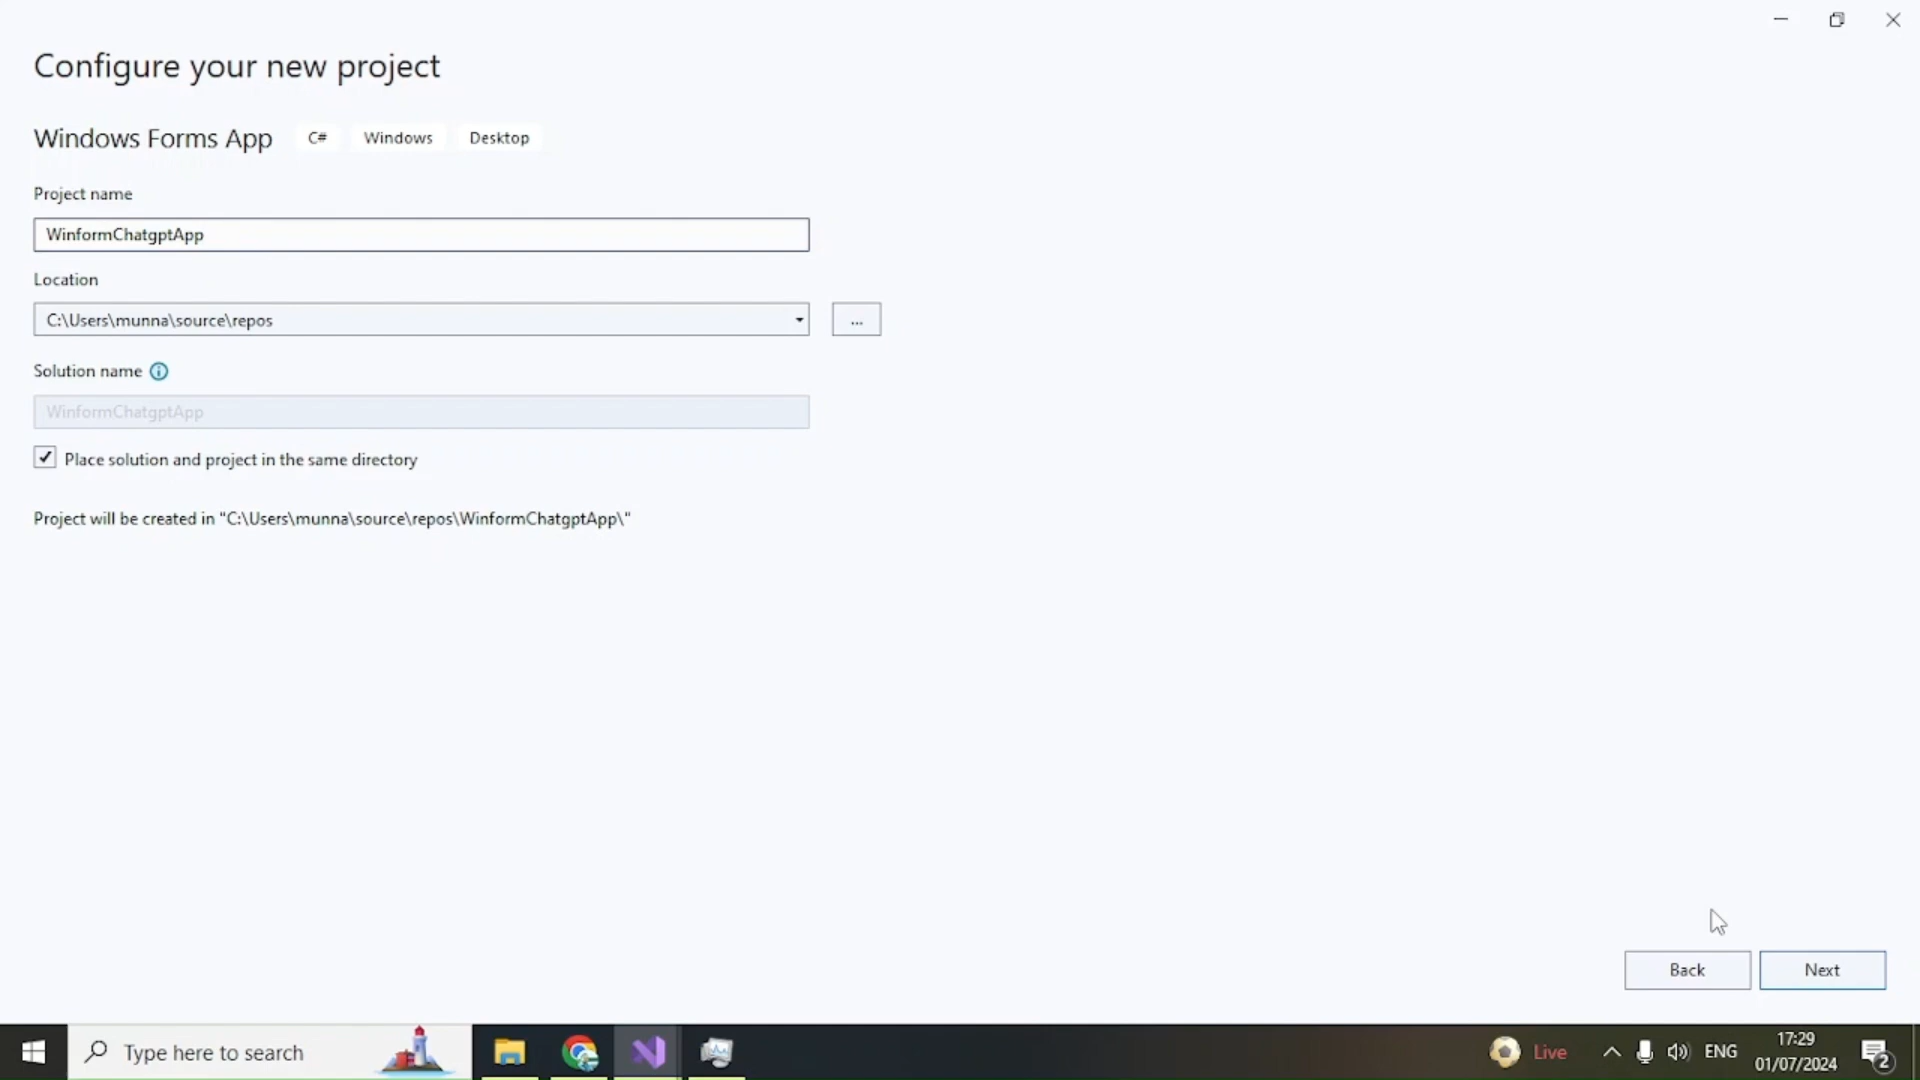 Configure your new project
Windows Forms App C# Windows Desktop
Project name
WinformChatgptApp
Location
C:\Users\munna\source\repos
...
Solution name
WinformChatgptApp
Place solution and project in the same directory
Project will be created in "C:\Users\munna\source\repos\WinformChatgptApp\"
Back Next
Type here to search
Live
ENG
17:29
01/07/2024
2